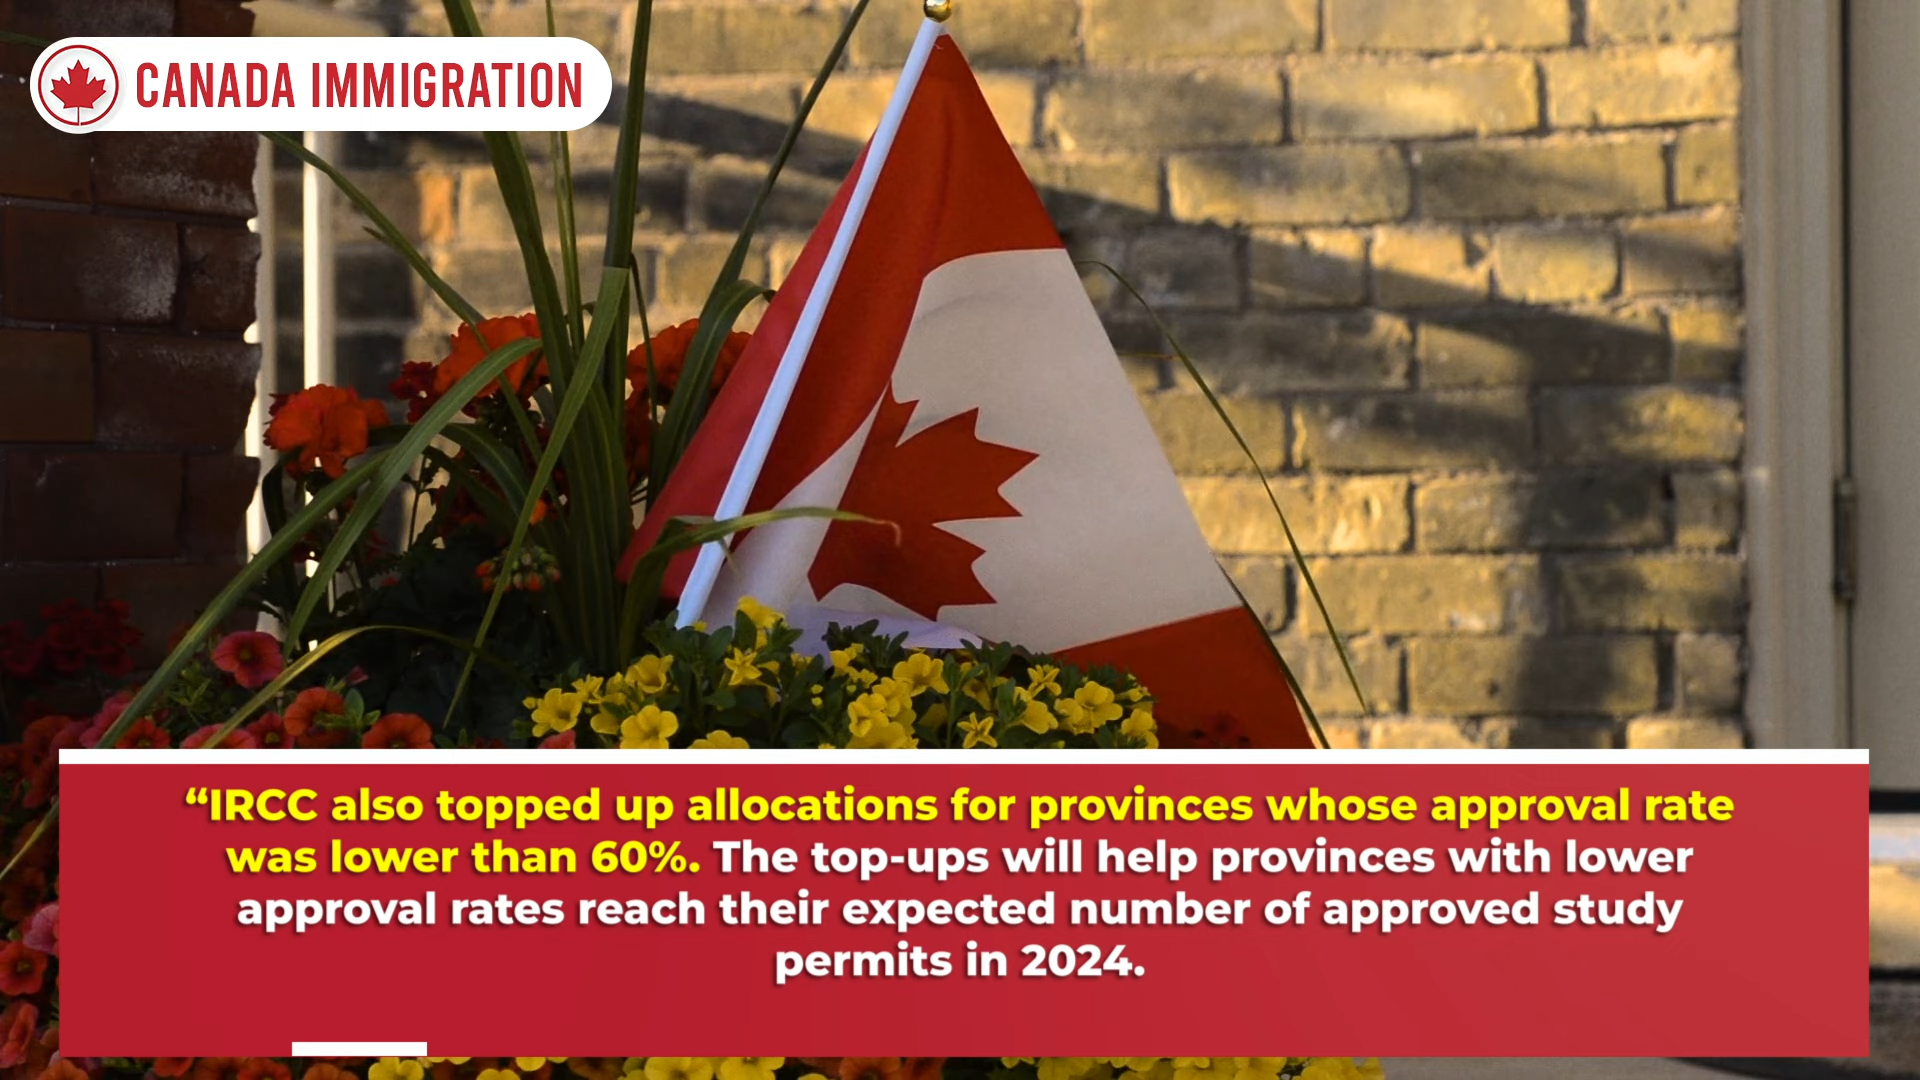 CANADA IMMIGRATION
“IRCC also topped up allocations for provinces whose approval rate
was lower than 60%. The top-ups will help provinces with lower
approval rates reach their expected number of approved study
permits in 2024.